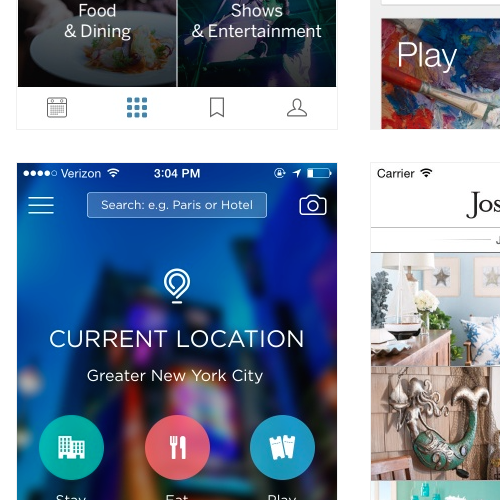 Food
& Dining
Shows
& Entertainment
Play
Verizon
3:04 PM
Search: e.g. Paris or Hotel
CURRENT LOCATION
Greater New York City
Stay
Eat
Play
Carrier
Jos